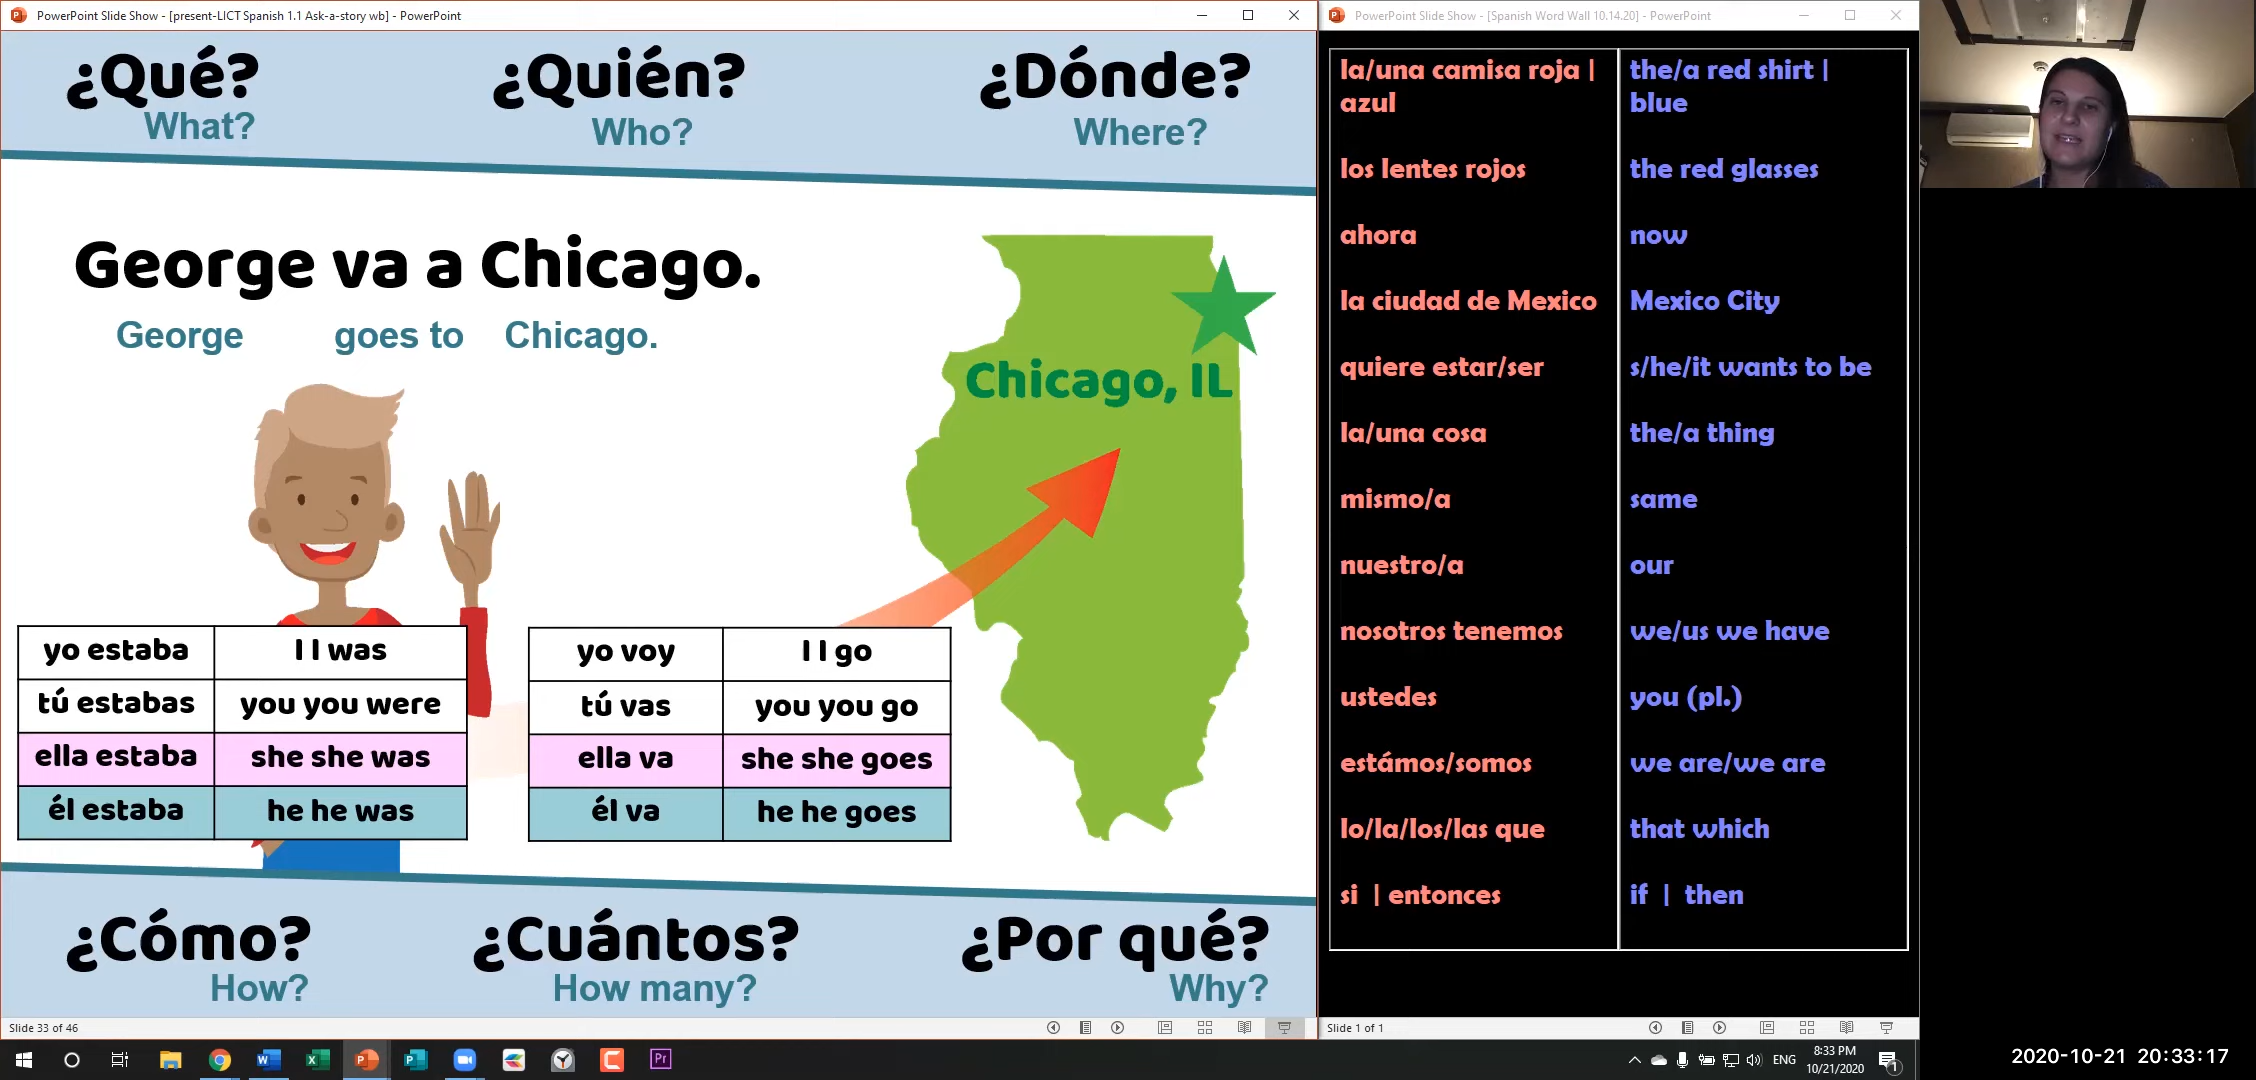 PowerPoint Slide Show - [present-LICT Spanish 1.1 Ask-a-story wb] - PowerPoint
¿Qué? ¿Quién? ¿Dónde?
What? Who? Where?
George va a Chicago.
George goes to Chicago.
Chicago, IL
yo estaba I I was
tú estabas you you were
ella estaba she she was
él estaba he he was
yo voy I I go
tú vas you you go
ella va she she goes
él va he he goes
¿Cómo? ¿Cuántos? ¿Por qué?
How? How many? Why?
Slide 33 of 46
PowerPoint Slide Show - [Spanish Word Wall 10.14.20] - PowerPoint
la/una camisa roja | the/a red shirt |
azul blue
los lentes rojos the red glasses
ahora now
la ciudad de Mexico Mexico City
quiere estar/ser s/he/it wants to be
la/una cosa the/a thing
mismo/a same
nuestro/a our
nosotros tenemos we/us we have
ustedes you (pl.)
estámos/somos we are/we are
lo/la/los/las que that which
si | entonces if | then
Slide 1 of 1
Pr
ENG
8:33 PM
10/21/2020
1
2020-10-21 20:33:17